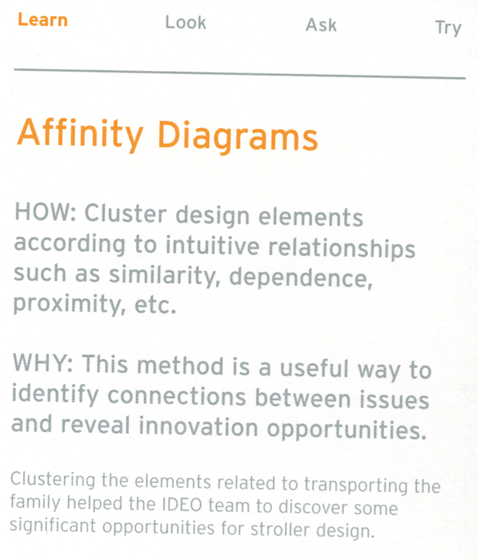 Learn Look Ask Try
Affinity Diagrams
HOW: Cluster design elements
according to intuitive relationships
such as similarity, dependence,
proximity, etc.
WHY: This method is a useful way to
identify connections between issues
and reveal innovation opportunities.
Clustering the elements related to transporting the
family helped the IDEO team to discover some
significant opportunities for stroller design.